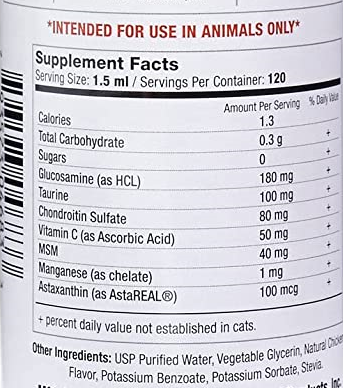 *INTENDED FOR USE IN ANIMALS ONLY*
Supplement Facts
Serving Size: 1.5 ml / Servings Per Container: 120
Amount Per Serving % Daily Value
Calories 1.3 +
Total Carbohydrate 0.3 g +
Sugars 0 +
Glucosamine (as HCL) 180 mg +
Taurine 100 mg +
Chondroitin Sulfate 80 mg +
Vitamin C (as Ascorbic Acid) 50 mg +
MSM 40 mg +
Manganese (as chelate) 1 mg +
Astaxanthin (as AstaREAL®) 100 mcg +
+ percent daily value not established in cats.
Other Ingredients: USP Purified Water, Vegetable Glycerin, Natural Chicken
Flavor, Potassium Benzoate, Potassium Sorbate, Stevia.
Inc.